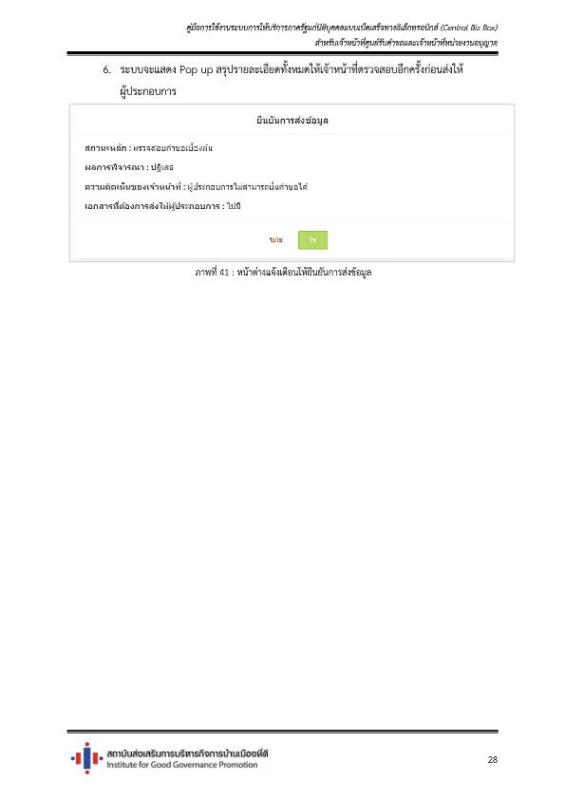 คู่มือการใช้งานระบบการให้บริการภาครัฐแก่นิติบุคคลแบบเบ็ดเสร็จทางอิเล็กทรอนิกส์ (Central Biz Box)
สำหรับเจ้าหน้าที่ศูนย์รับคำขอและเจ้าหน้าที่หน่วยงานอนุญาต
6. ระบบจะแสดง Pop up สรุปรายละเอียดทั้งหมดให้เจ้าหน้าที่ตรวจสอบอีกครั้งก่อนส่งให้
ผู้ประกอบการ
ยืนยันการส่งข้อมูล
สถานะหลัก : ตรวจสอบคำขอเบื้องต้น
ผลการพิจารณา : ปฏิเสธ
ความคิดเห็นของเจ้าหน้าที่ : ผู้ประกอบการไม่สามารถยื่นคำขอได้
เอกสารที่ต้องการส่งให้ผู้ประกอบการ : ไม่มี
ไม่ใช่ ใช่
ภาพที่ 41 : หน้าต่างแจ้งเตือนให้ยืนยันการส่งข้อมูล
สถาบันส่งเสริมการบริหารกิจการบ้านเมืองที่ดี
Institute for Good Governance Promotion
28